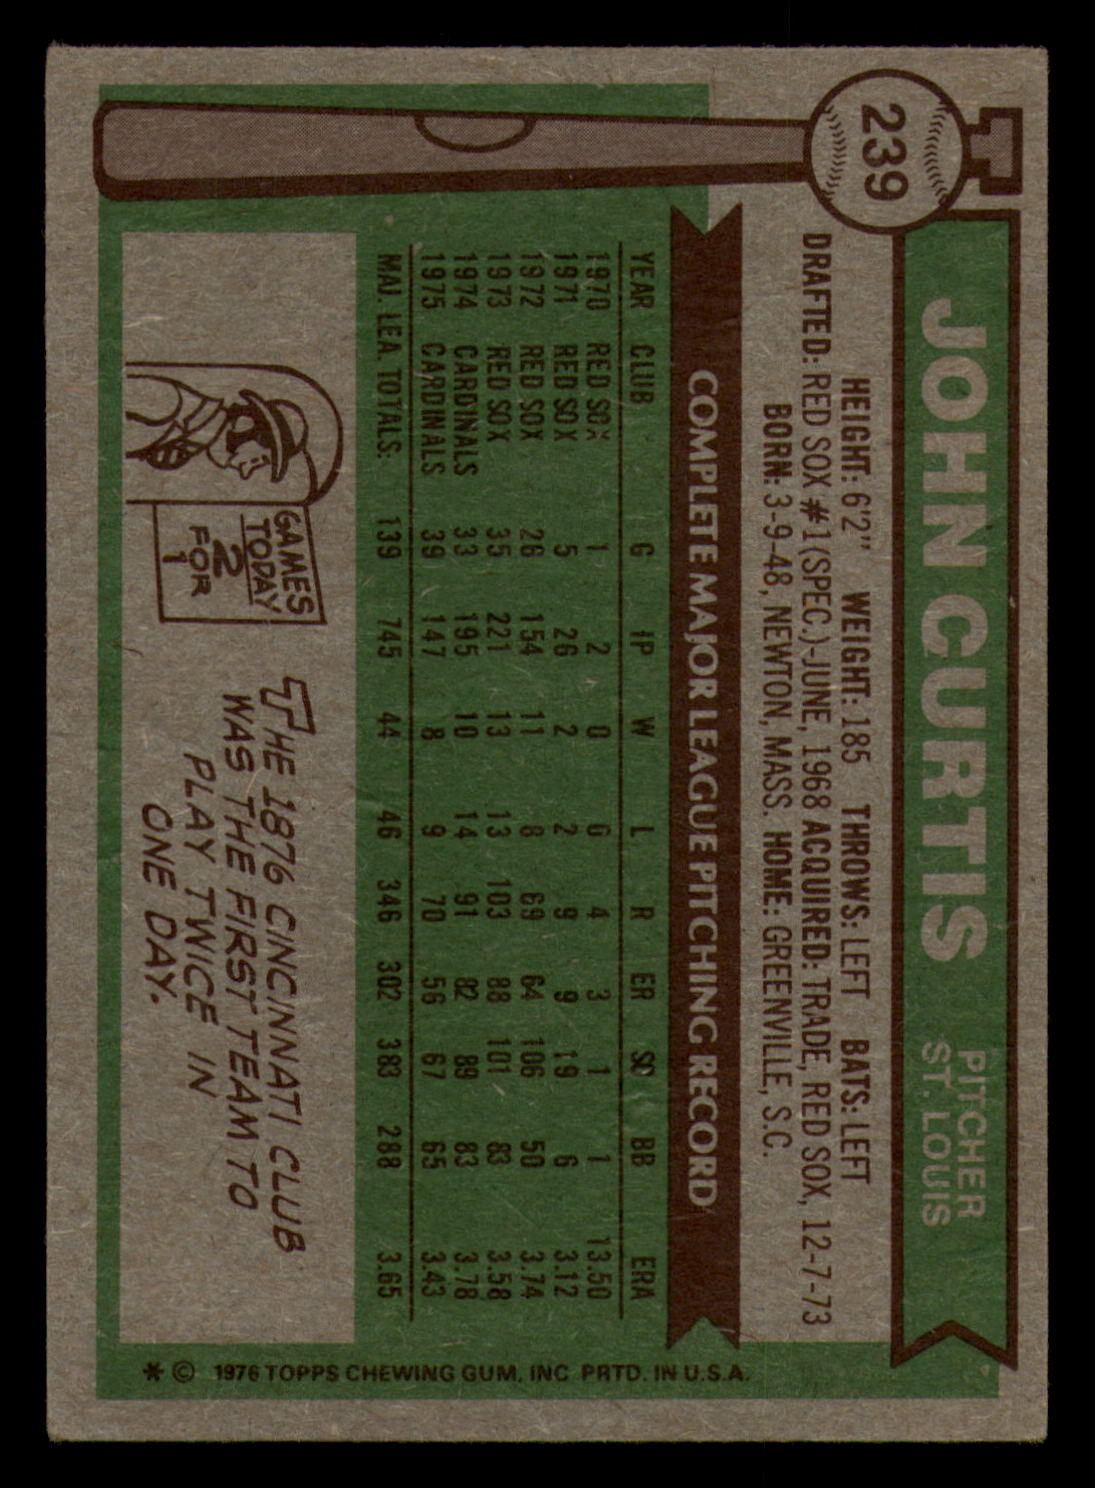 239
JOHN CURTIS
PITCHER
ST. LOUIS
HEIGHT: 6'2" WEIGHT: 185 THROWS: LEFT BATS: LEFT
DRAFTED: RED SOX #1(SPEC.)-JUNE, 1968 ACQUIRED: TRADE, RED SOX, 12-7-73
BORN: 3-9-48, NEWTON, MASS. HOME: GREENVILLE, S.C.
COMPLETE MAJOR LEAGUE PITCHING RECORD
YEAR CLUB G IP W L R ER SO BB ERA
1970 RED SOX 1 2 0 0 4 3 1 1 13.50
1971 RED SOX 5 26 2 2 9 9 19 6 3.12
1972 RED SOX 26 154 11 8 69 64 106 50 3.74
1973 RED SOX 35 221 13 13 103 88 101 83 3.58
1974 CARDINALS 33 195 10 14 91 82 89 83 3.78
1975 CARDINALS 39 147 8 9 70 56 67 65 3.43
MAJ. LEA. TOTALS: 139 745 44 46 346 302 383 288 3.65
GAMES
TODAY
2
FOR
1
THE 1876 CINCINNATI CLUB
WAS THE FIRST TEAM TO
PLAY TWICE IN
ONE DAY.
* © 1976 TOPPS CHEWING GUM, INC PRTD. IN U.S.A.